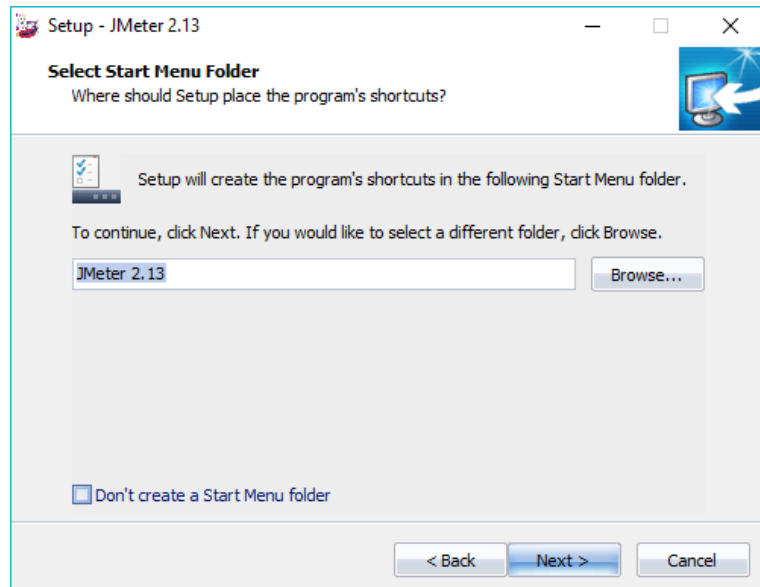 Setup - JMeter 2.13
Select Start Menu Folder
Where should Setup place the program's shortcuts?
Setup will create the program's shortcuts in the following Start Menu folder.
To continue, click Next. If you would like to select a different folder, click Browse.
JMeter 2.13
Browse...
Don't create a Start Menu folder
< Back
Next >
Cancel